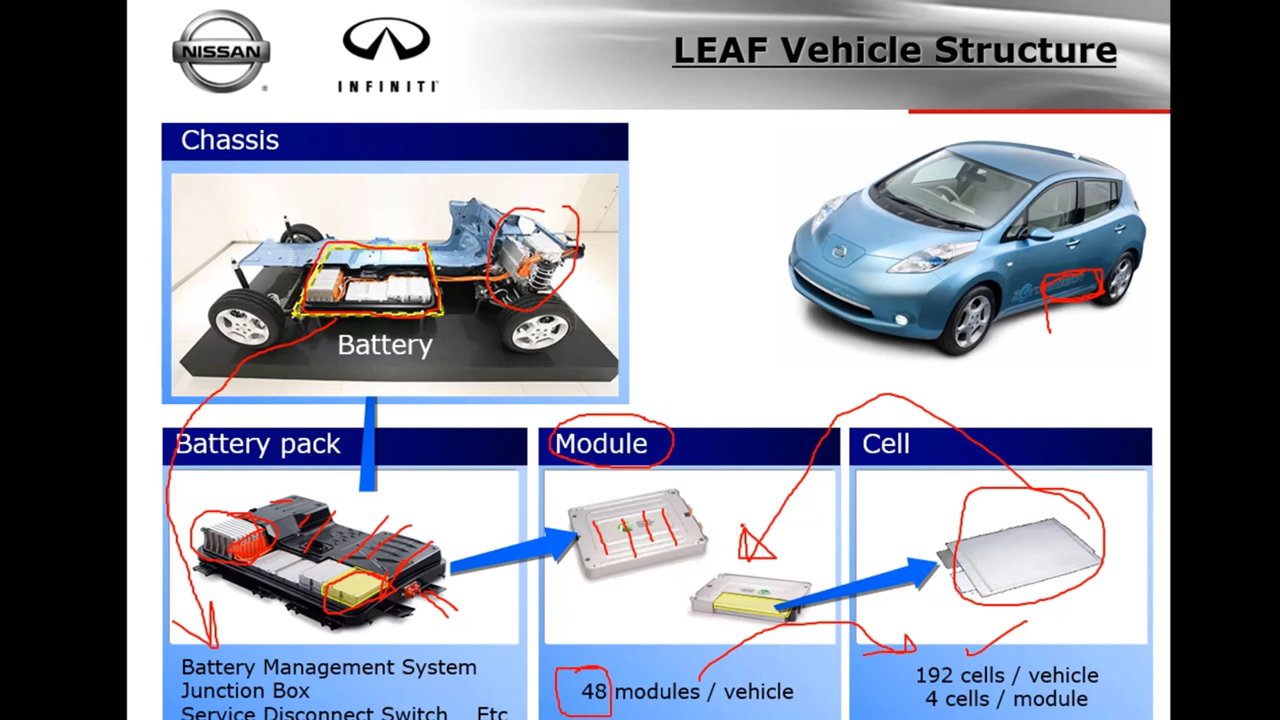 NISSAN
INFINITI
LEAF Vehicle Structure
Chassis
Battery
Battery pack
Module
Cell
Battery Management System
Junction Box
Service Disconnect Switch Etc
48 modules / vehicle
192 cells / vehicle
4 cells / module